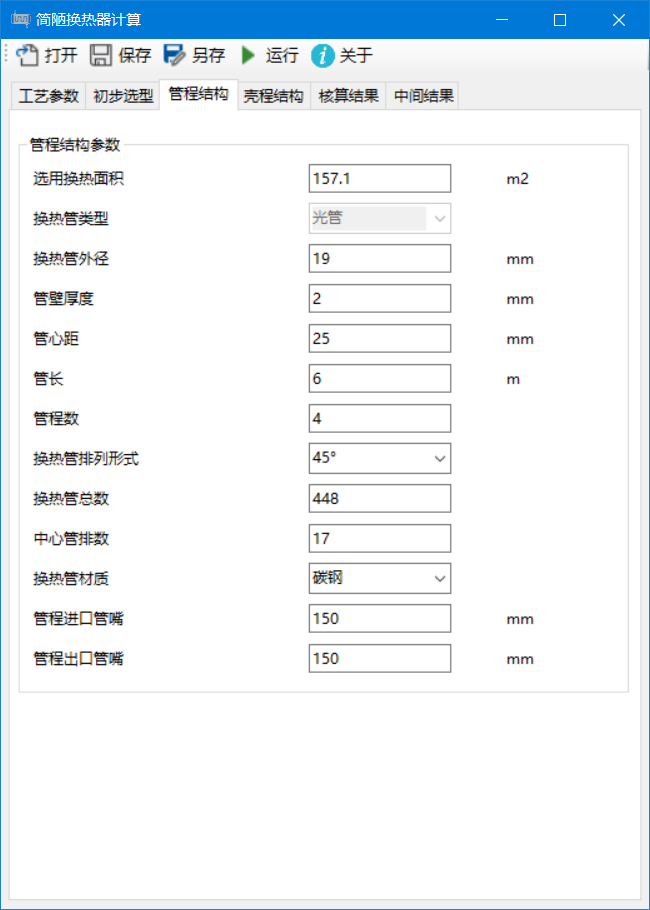 简陋换热器计算
打开 保存 另存 运行 关于
工艺参数 初步选型 管程结构 壳程结构 核算结果 中间结果
管程结构参数
选用换热面积 157.1 m2
换热管类型 光管
换热管外径 19 mm
管壁厚度 2 mm
管心距 25 mm
管长 6 m
管程数 4
换热管排列形式 45°
换热管总数 448
中心管排数 17
换热管材质 碳钢
管程进口管嘴 150 mm
管程出口管嘴 150 mm